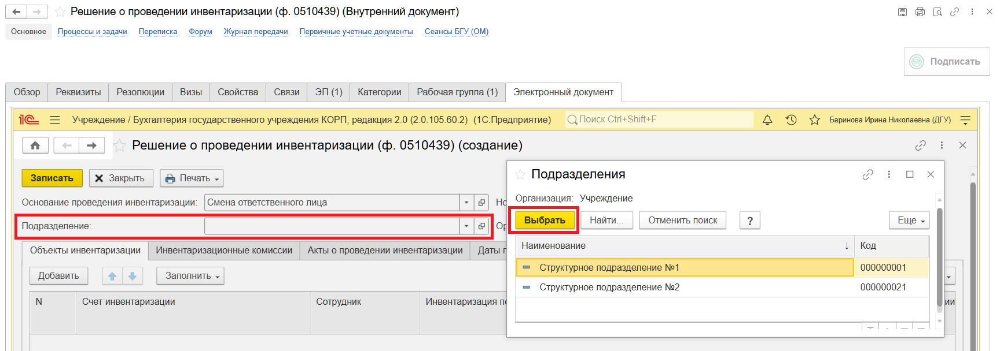 Решение о проведении инвентаризации (ф. 0510439) (Внутренний документ)
Основное Процессы и задачи Переписка Форум Журнал передачи Первичные учетные документы Сеансы БГУ (ОМ)
Подписать
Обзор Реквизиты Резолюции Визы Свойства Связи ЭП (1) Категории Рабочая группа (1) Электронный документ
1С Учреждение / Бухгалтерия государственного учреждения КОРП, редакция 2.0 (2.0.105.60.2) (1С:Предприятие) Поиск Ctrl+Shift+F Баринова Ирина Николаевна (ДГУ)
Решение о проведении инвентаризации (ф. 0510439) (создание)
Записать Закрыть Печать
Основание проведения инвентаризации: Смена ответственного лица Но
Подразделение: Ор
Объекты инвентаризации Инвентаризационные комиссии Акты о проведении инвентаризации Даты п
Добавить Заполнить
N Счет инвентаризации Сотрудник Инвентаризация по ии
Подразделения
Организация: Учреждение
Выбрать Найти... Отменить поиск ? Еще
Наименование ↓ Код
Структурное подразделение №1 000000001
Структурное подразделение №2 000000021